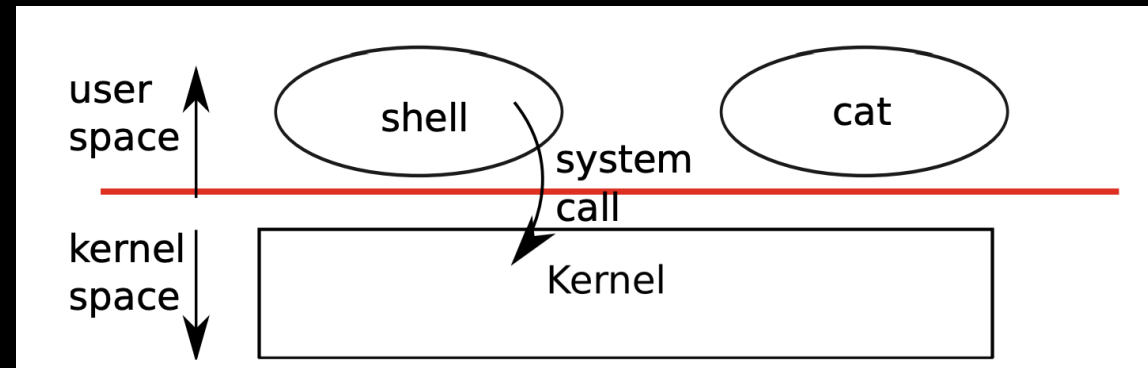 user
space
shell
cat
system
call
kernel
space
Kernel